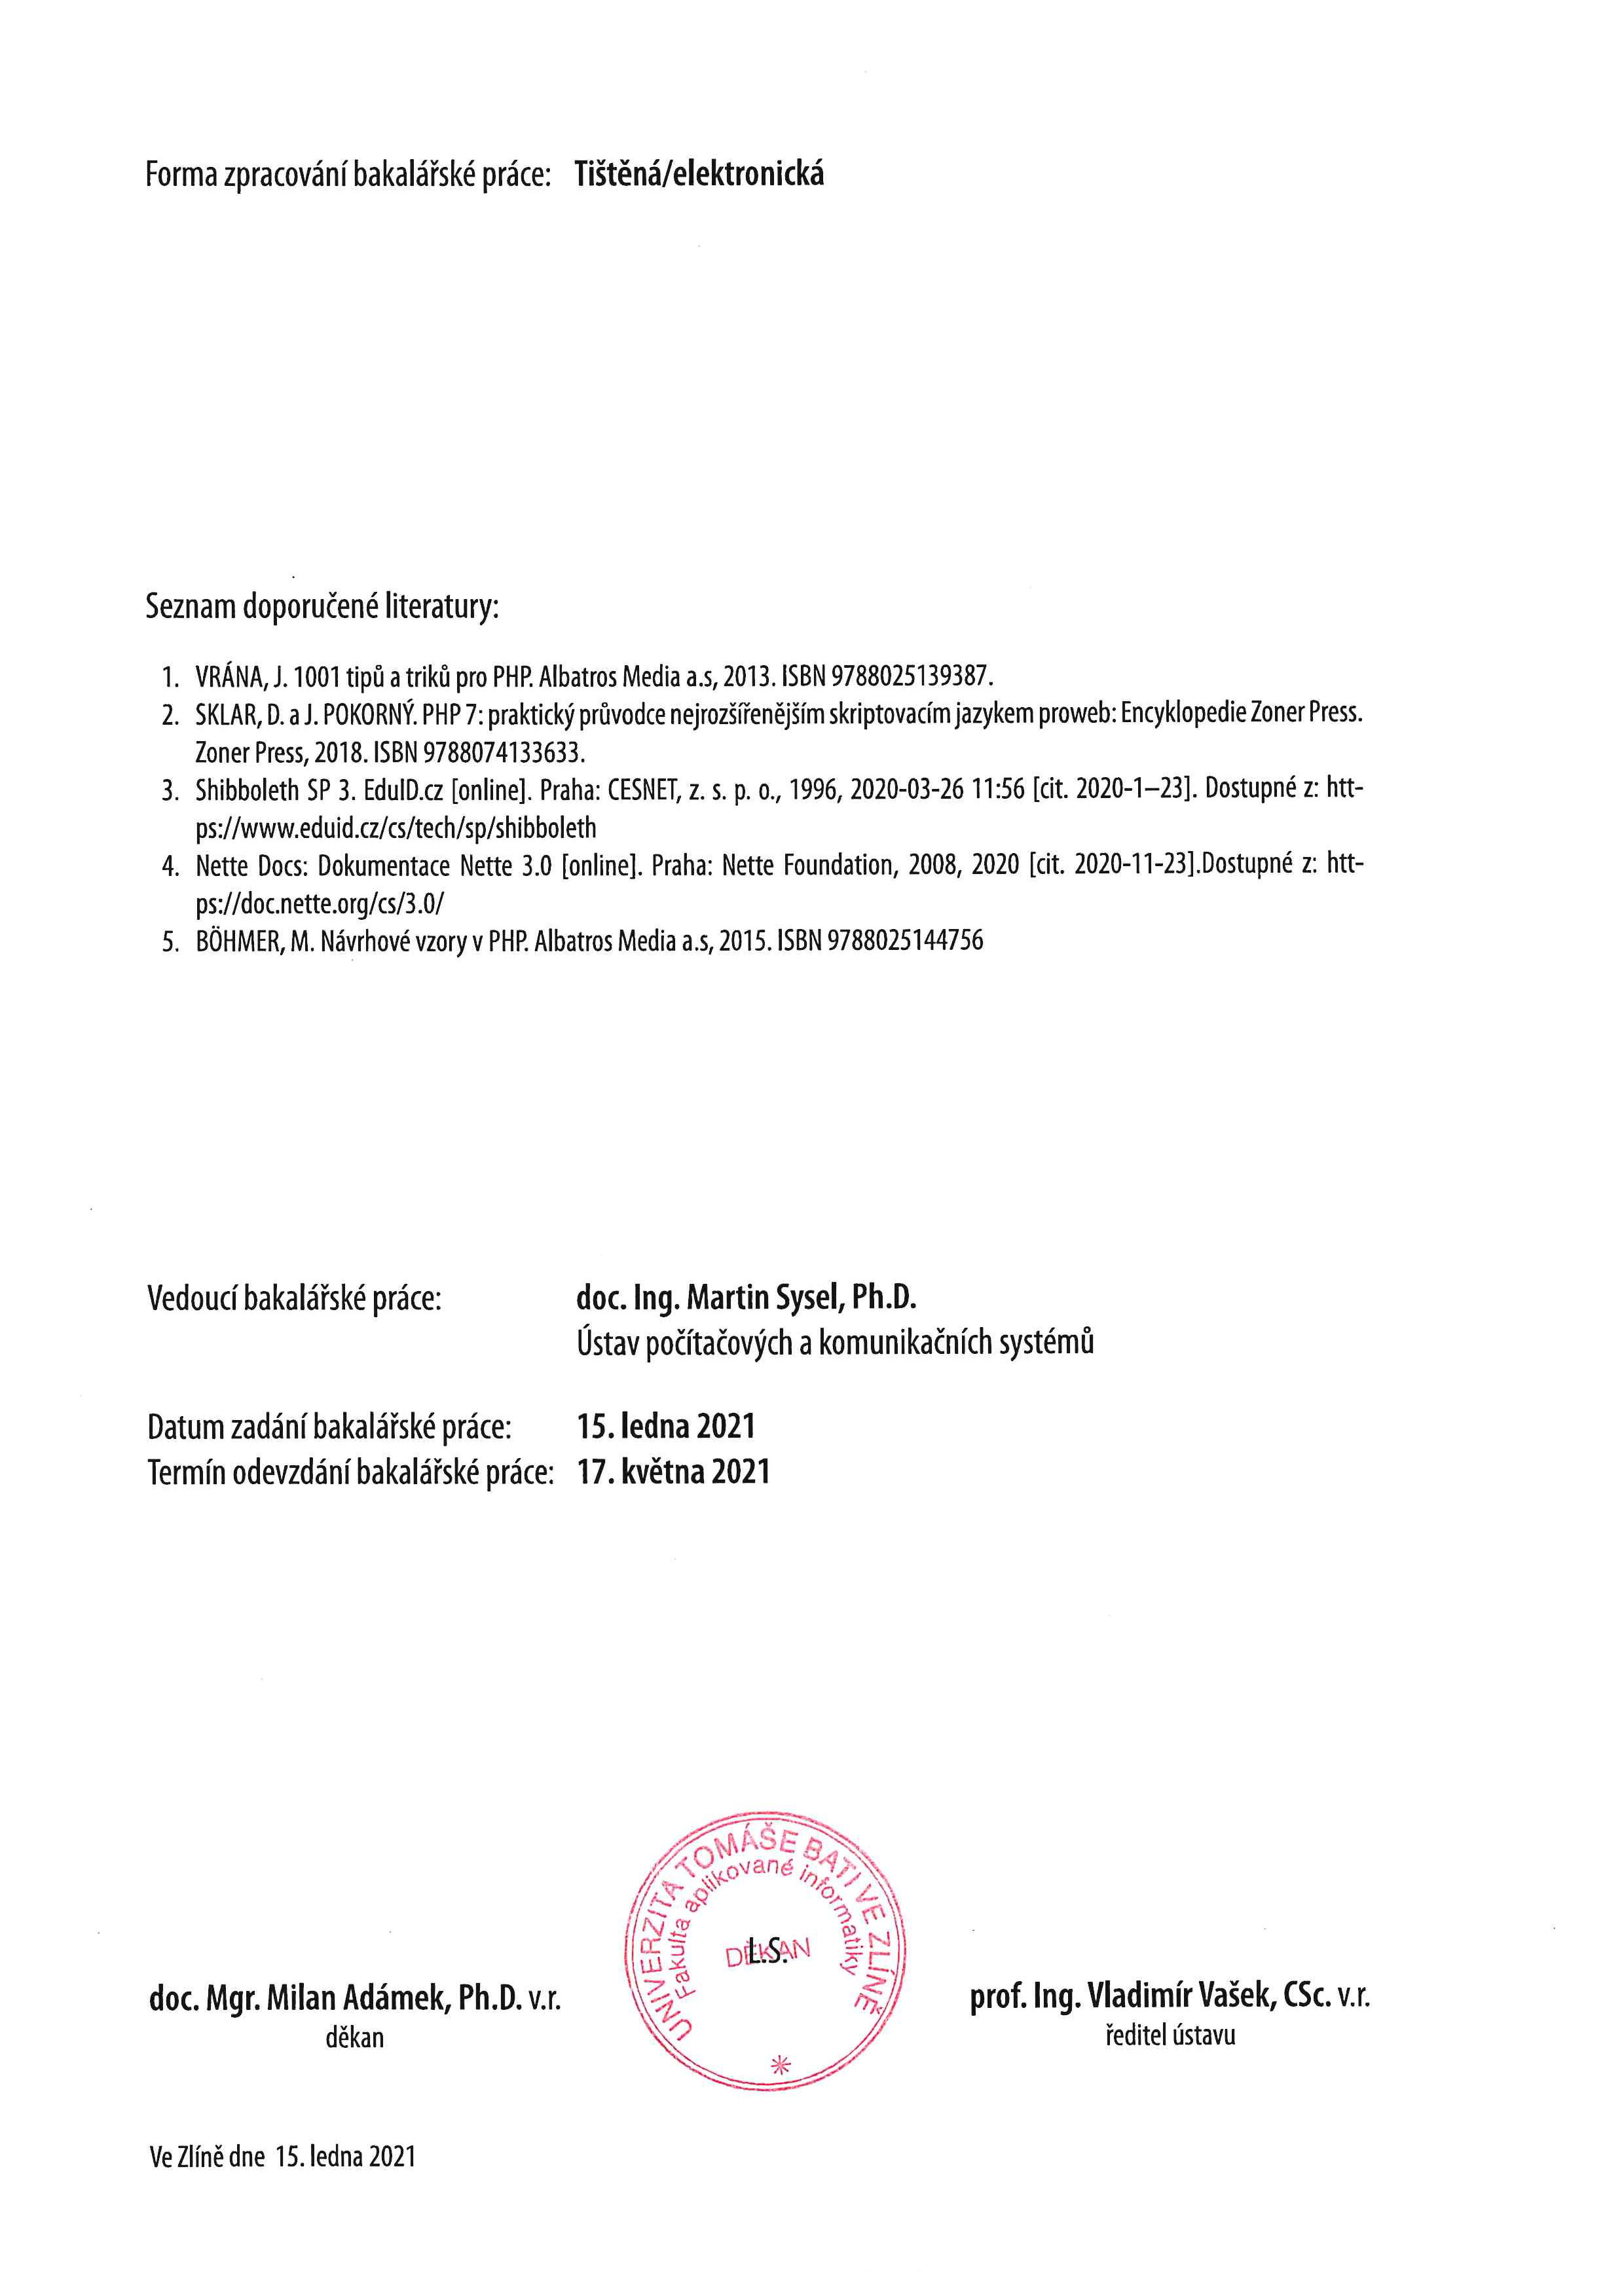 Forma zpracování bakalářské práce: Tištěná/elektronická
Seznam doporučené literatury:
1. VRÁNA, J. 1001 tipů a triků pro PHP. Albatros Media a.s, 2013. ISBN 9788025139387.
2. SKLAR, D. a J. POKORNÝ. PHP 7: praktický průvodce nejrozšířenějším skriptovacím jazykem proweb: Encyklopedie Zoner Press.
Zoner Press, 2018. ISBN 9788074133633.
3. Shibboleth SP 3. EduID.cz [online]. Praha: CESNET, z. s. p. o., 1996, 2020-03-26 11:56 [cit. 2020-1–23]. Dostupné z: htt-
ps://www.eduid.cz/cs/tech/sp/shibboleth
4. Nette Docs: Dokumentace Nette 3.0 [online]. Praha: Nette Foundation, 2008, 2020 [cit. 2020-11-23].Dostupné z: htt-
ps://doc.nette.org/cs/3.0/
5. BÖHMER, M. Návrhové vzory v PHP. Albatros Media a.s, 2015. ISBN 9788025144756
Vedoucí bakalářské práce: doc. Ing. Martin Sysel, Ph.D.
Ústav počítačových a komunikačních systémů
Datum zadání bakalářské práce: 15. ledna 2021
Termín odevzdání bakalářské práce: 17. května 2021
UNIVERZITA TOMÁŠE BATI VE ZLÍNĚ
Fakulta aplikované informatiky
DĚKAN
L.S.
doc. Mgr. Milan Adámek, Ph.D. v.r.
děkan
prof. Ing. Vladimír Vašek, CSc. v.r.
ředitel ústavu
Ve Zlíně dne 15. ledna 2021